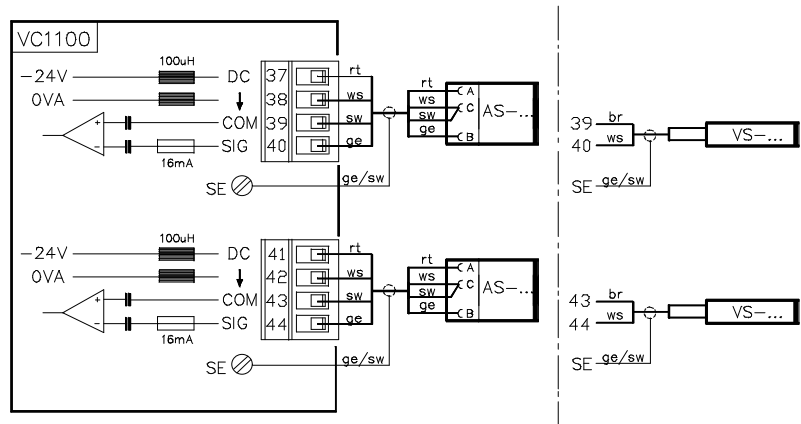 VC1100
100uH
-24V DC 37 rt
0VA 38 ws
COM 39 sw
SIG 40 ge
16mA
SE ge/sw
rt A
ws C AS-...
sw
ge B
39 br
40 ws VS-...
SE ge/sw
100uH
-24V DC 41 rt
0VA 42 ws
COM 43 sw
SIG 44 ge
16mA
SE ge/sw
rt A
ws C AS-...
sw
ge B
43 br
44 ws VS-...
SE ge/sw